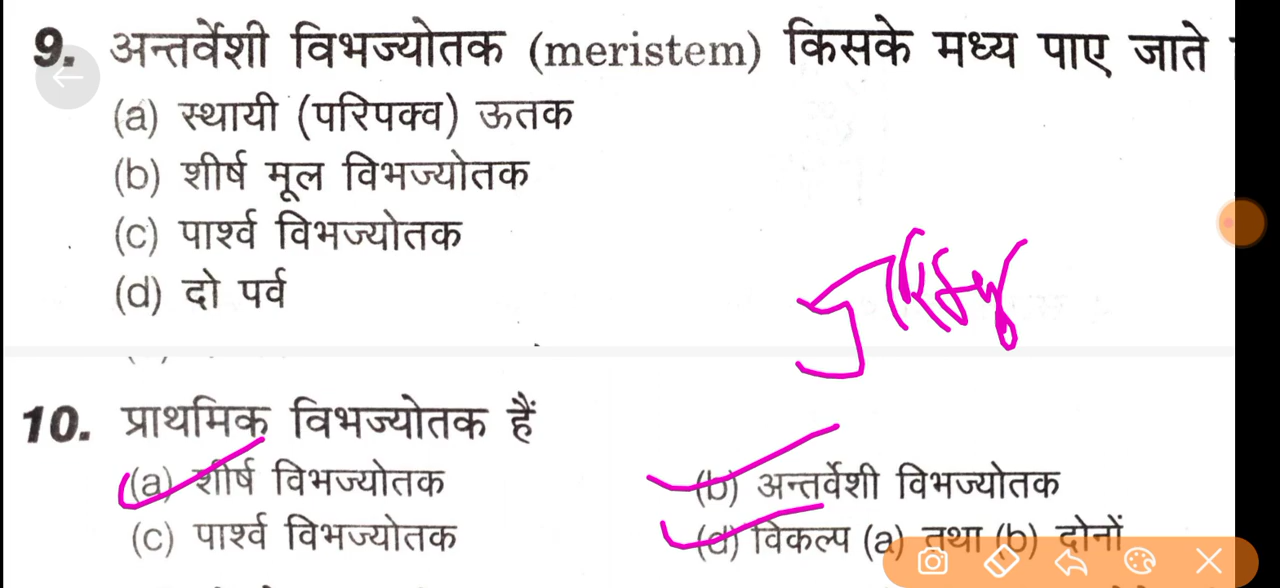 9. अन्तर्वेशी विभज्योतक (meristem) किसके मध्य पाए जाते
(a) स्थायी (परिपक्व) ऊतक
(b) शीर्ष मूल विभज्योतक
(c) पार्श्व विभज्योतक
(d) दो पर्व
10. प्राथमिक विभज्योतक हैं
(a) शीर्ष विभज्योतक (b) अन्तर्वेशी विभज्योतक
(c) पार्श्व विभज्योतक (d) विकल्प (a) तथा (b) दोनों